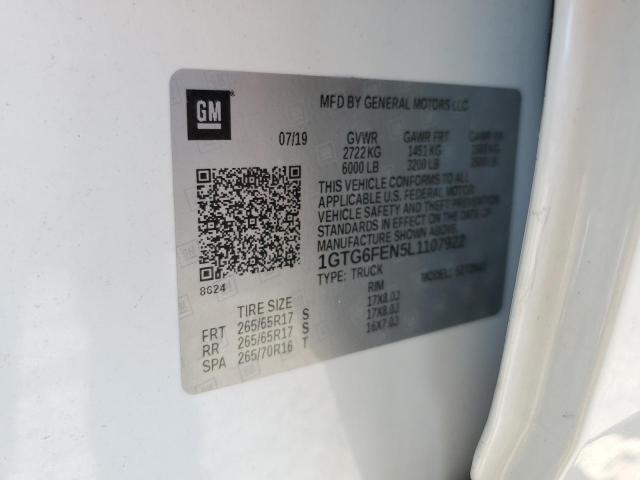 GM
MFD BY GENERAL MOTORS LLC
07/19 GVWR GAWR FRT
2722 KG 1451 KG
6000 LB 3200 LB
THIS VEHICLE CONFORMS TO ALL
APPLICABLE U.S. FEDERAL MOTOR
VEHICLE SAFETY AND THEFT PREVENTION
STANDARDS IN EFFECT ON THE DATE OF
MANUFACTURE SHOWN ABOVE.
1GTG6FEN5L1107922
TYPE: TRUCK
8624
TIRE SIZE RIM
FRT 265/65R17 S 17X8.0J
RR 265/65R17 S 17X8.0J
SPA 265/70R16 T 16X7.0J